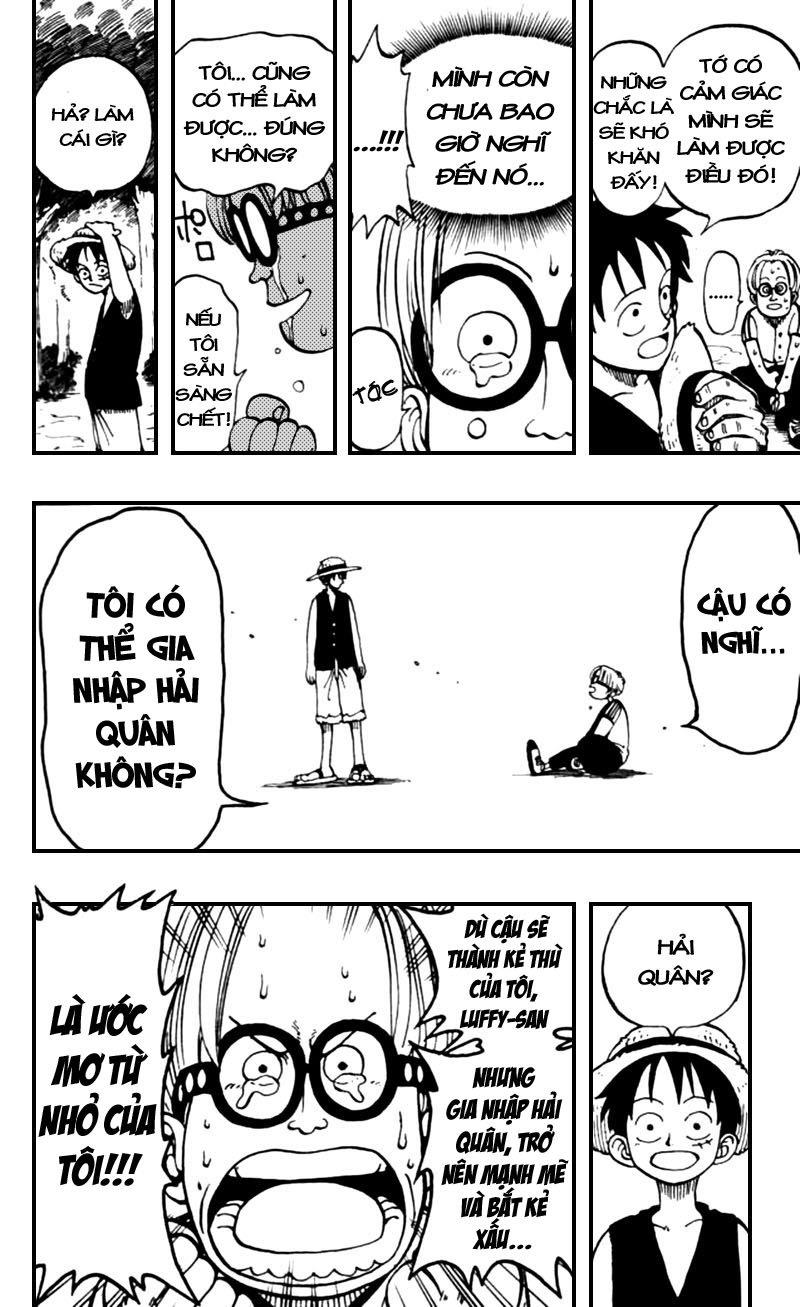 TỚ CÓ
CẢM GIÁC
MÌNH SẼ
LÀM ĐƯỢC
ĐIỀU ĐÓ!
NHỮNG
CHẮC LÀ
SẼ KHÓ
KHĂN
ĐẤY!
......
MÌNH CÒN
CHƯA BAO
GIỜ NGHĨ
ĐẾN NÓ...
....!!!
TÓC
TÔI... CŨNG
CÓ THỂ LÀM
ĐƯỢC... ĐÚNG
KHÔNG?
NẾU
TÔI
SẴN
SÀNG
CHẾT!
HẢ? LÀM
CÁI GÌ?
CẬU CÓ
NGHĨ...
TÔI CÓ
THỂ GIA
NHẬP HẢI
QUÂN
KHÔNG?
HẢI
QUÂN?
DÙ CẬU SẼ
THÀNH KẺ THÙ
CỦA TÔI,
LUFFY-SAN
NHƯNG
GIA NHẬP HẢI
QUÂN, TRỞ
NÊN MẠNH MẼ
VÀ BẮT KẺ
XẤU...
LÀ ƯỚC
MƠ TỪ
NHỎ CỦA
TÔI!!!